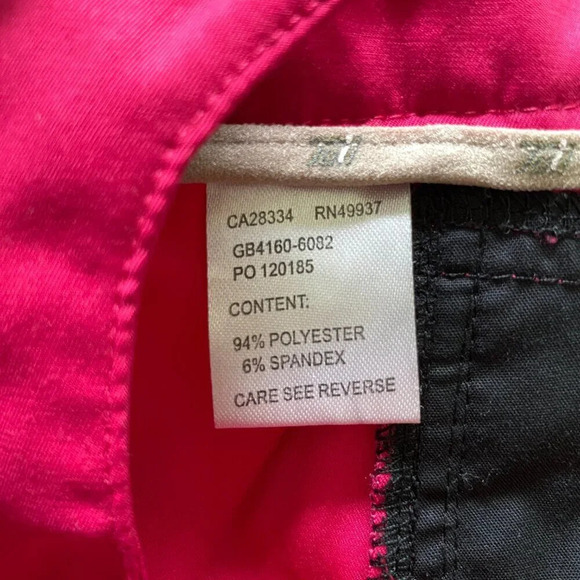 CA28334 RN49937
GB4160-6082
PO 120185
CONTENT:
94% POLYESTER
6% SPANDEX
CARE SEE REVERSE